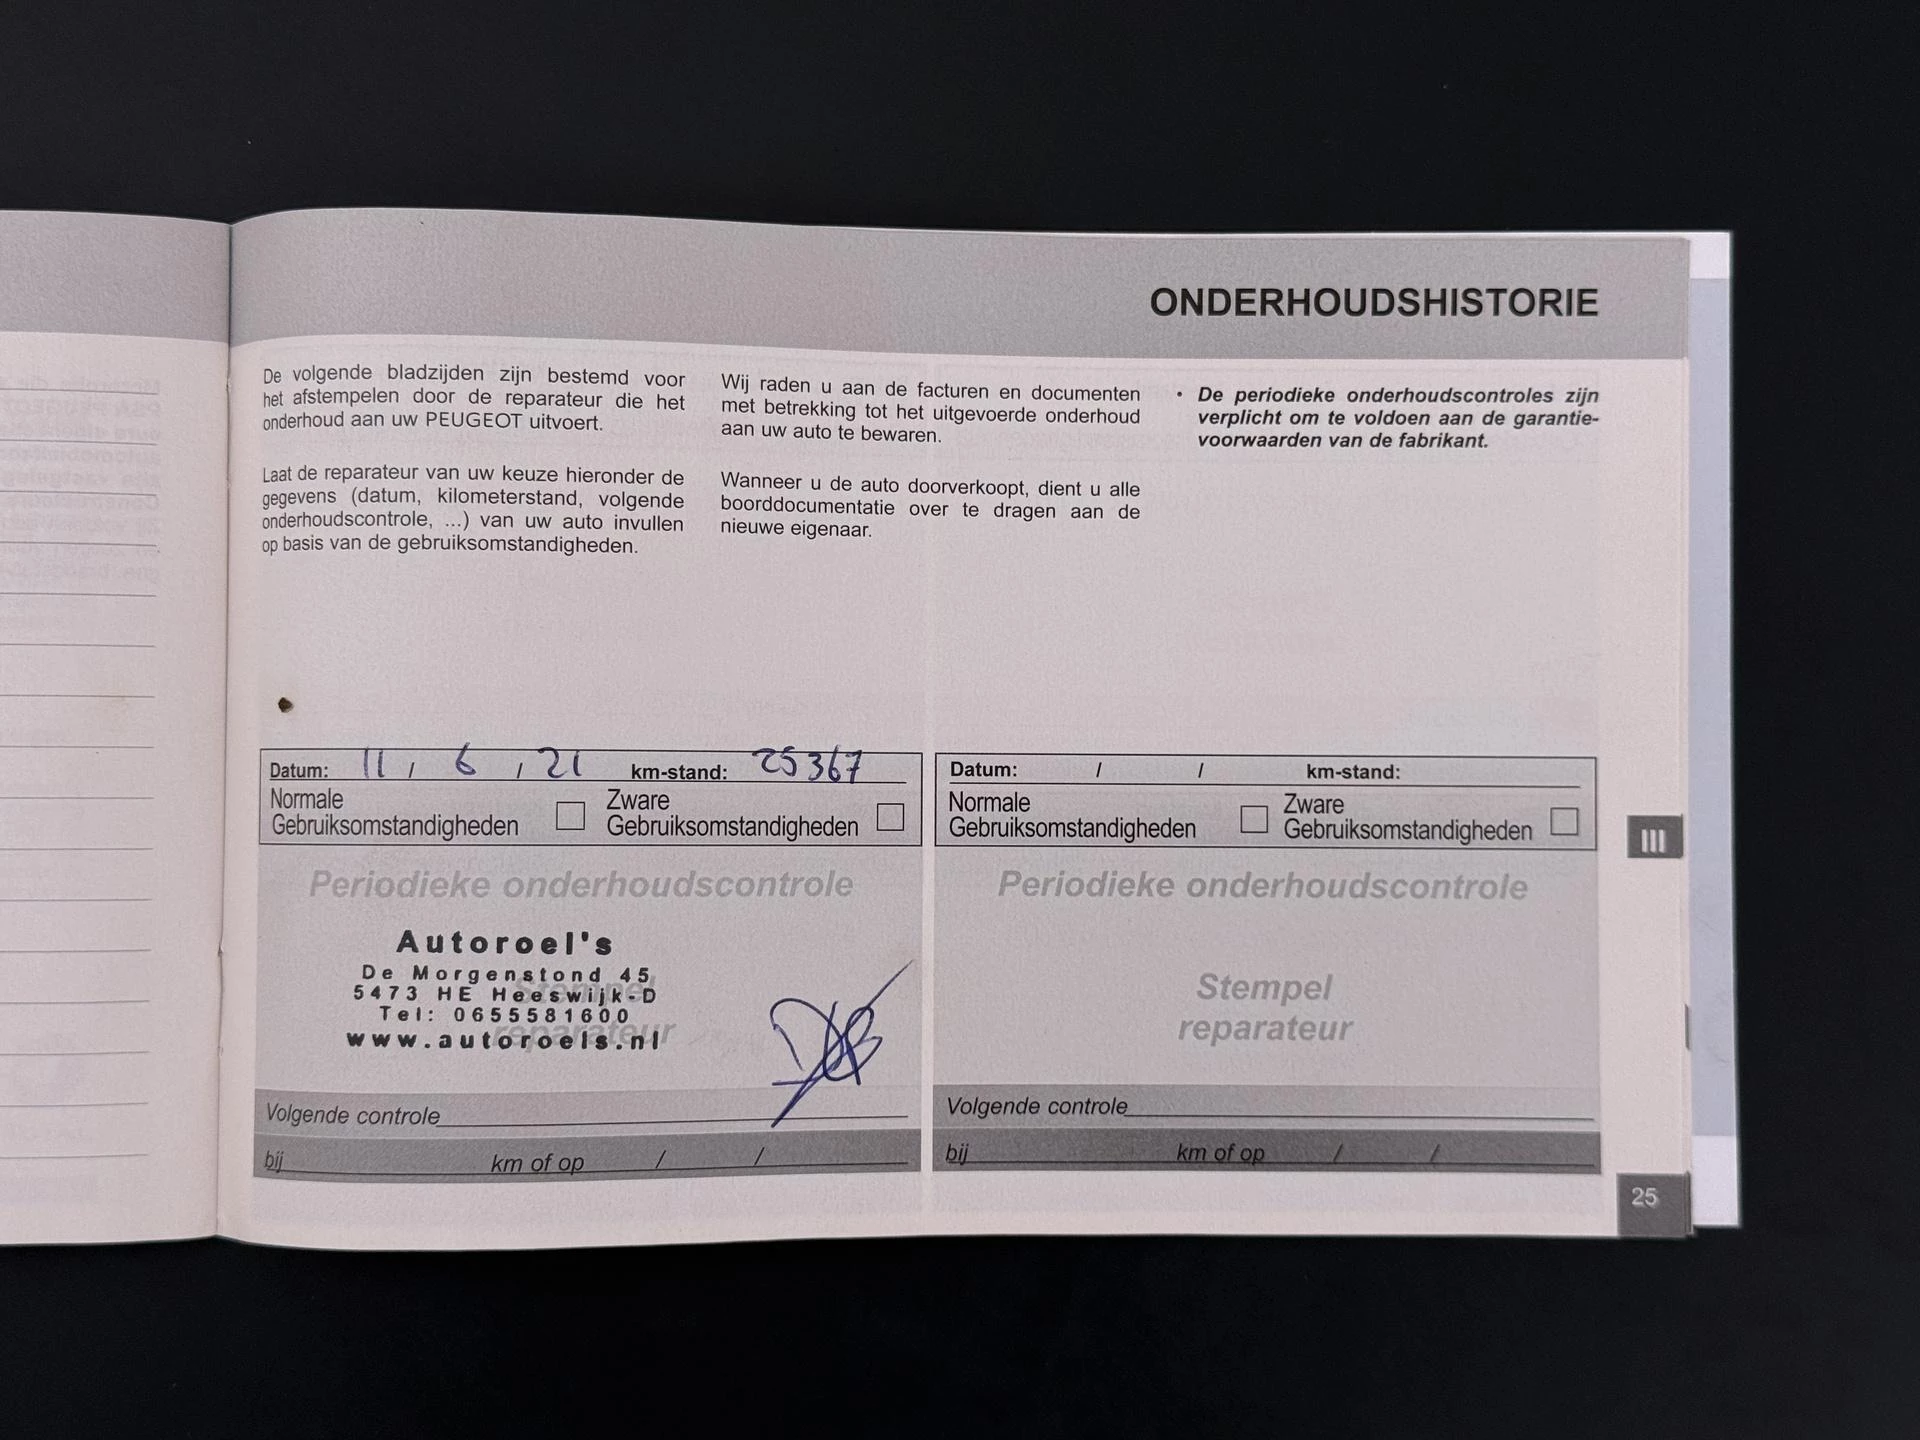 ONDERHOUDSHISTORIE
De volgende bladzijden zijn bestemd voor
het afstempelen door de reparateur die het
onderhoud aan uw PEUGEOT uitvoert.
Laat de reparateur van uw keuze hieronder de
gegevens (datum, kilometerstand, volgende
onderhoudscontrole, ...) van uw auto invullen
op basis van de gebruiksomstandigheden.
Wij raden u aan de facturen en documenten
met betrekking tot het uitgevoerde onderhoud
aan uw auto te bewaren.
Wanneer u de auto doorverkoopt, dient u alle
boorddocumentatie over te dragen aan de
nieuwe eigenaar.
• De periodieke onderhoudscontroles zijn
verplicht om te voldoen aan de garantie-
voorwaarden van de fabrikant.
Datum: 11 / 6 / 21 km-stand: 25367
Normale Gebruiksomstandigheden
Zware Gebruiksomstandigheden
Periodieke onderhoudscontrole
Stempel
reparateur
Autoroel's
De Morgenstond 45
5473 HE Heeswijk-D
Tel: 0655581600
www.autoroels.nl
Volgende controle
bij km of op / /
Datum: / / km-stand:
Normale Gebruiksomstandigheden
Zware Gebruiksomstandigheden
Periodieke onderhoudscontrole
Stempel
reparateur
Volgende controle
bij km of op / /
III
25